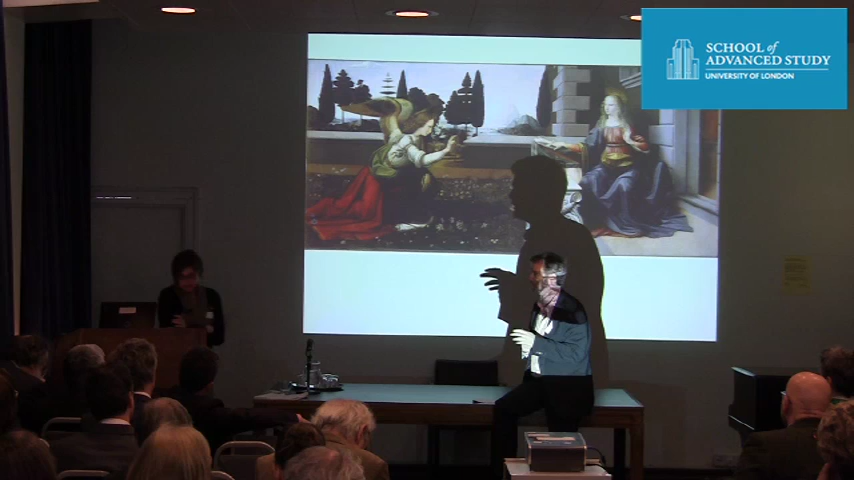 SCHOOL of
ADVANCED STUDY
UNIVERSITY OF LONDON